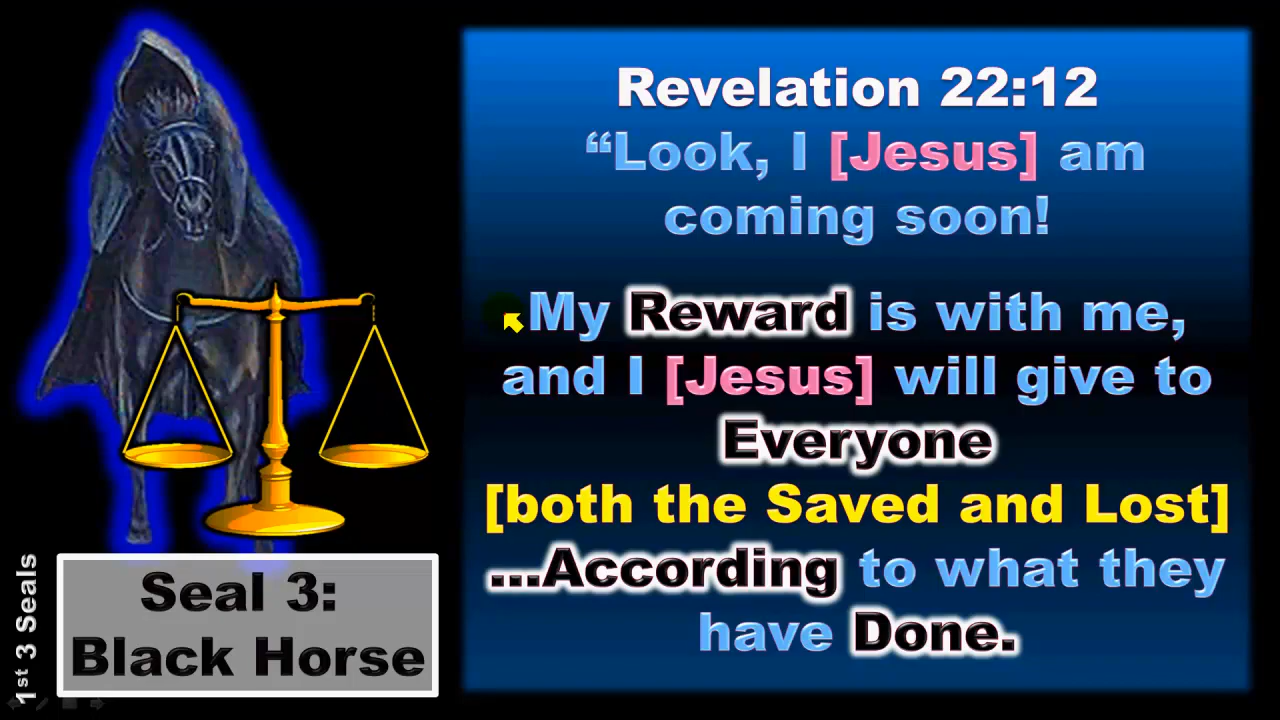 Revelation 22:12
“Look, I [Jesus] am
coming soon!
My Reward is with me,
and I [Jesus] will give to
Everyone
[both the Saved and Lost]
...According to what they
have Done.
1st 3 Seals
Seal 3:
Black Horse